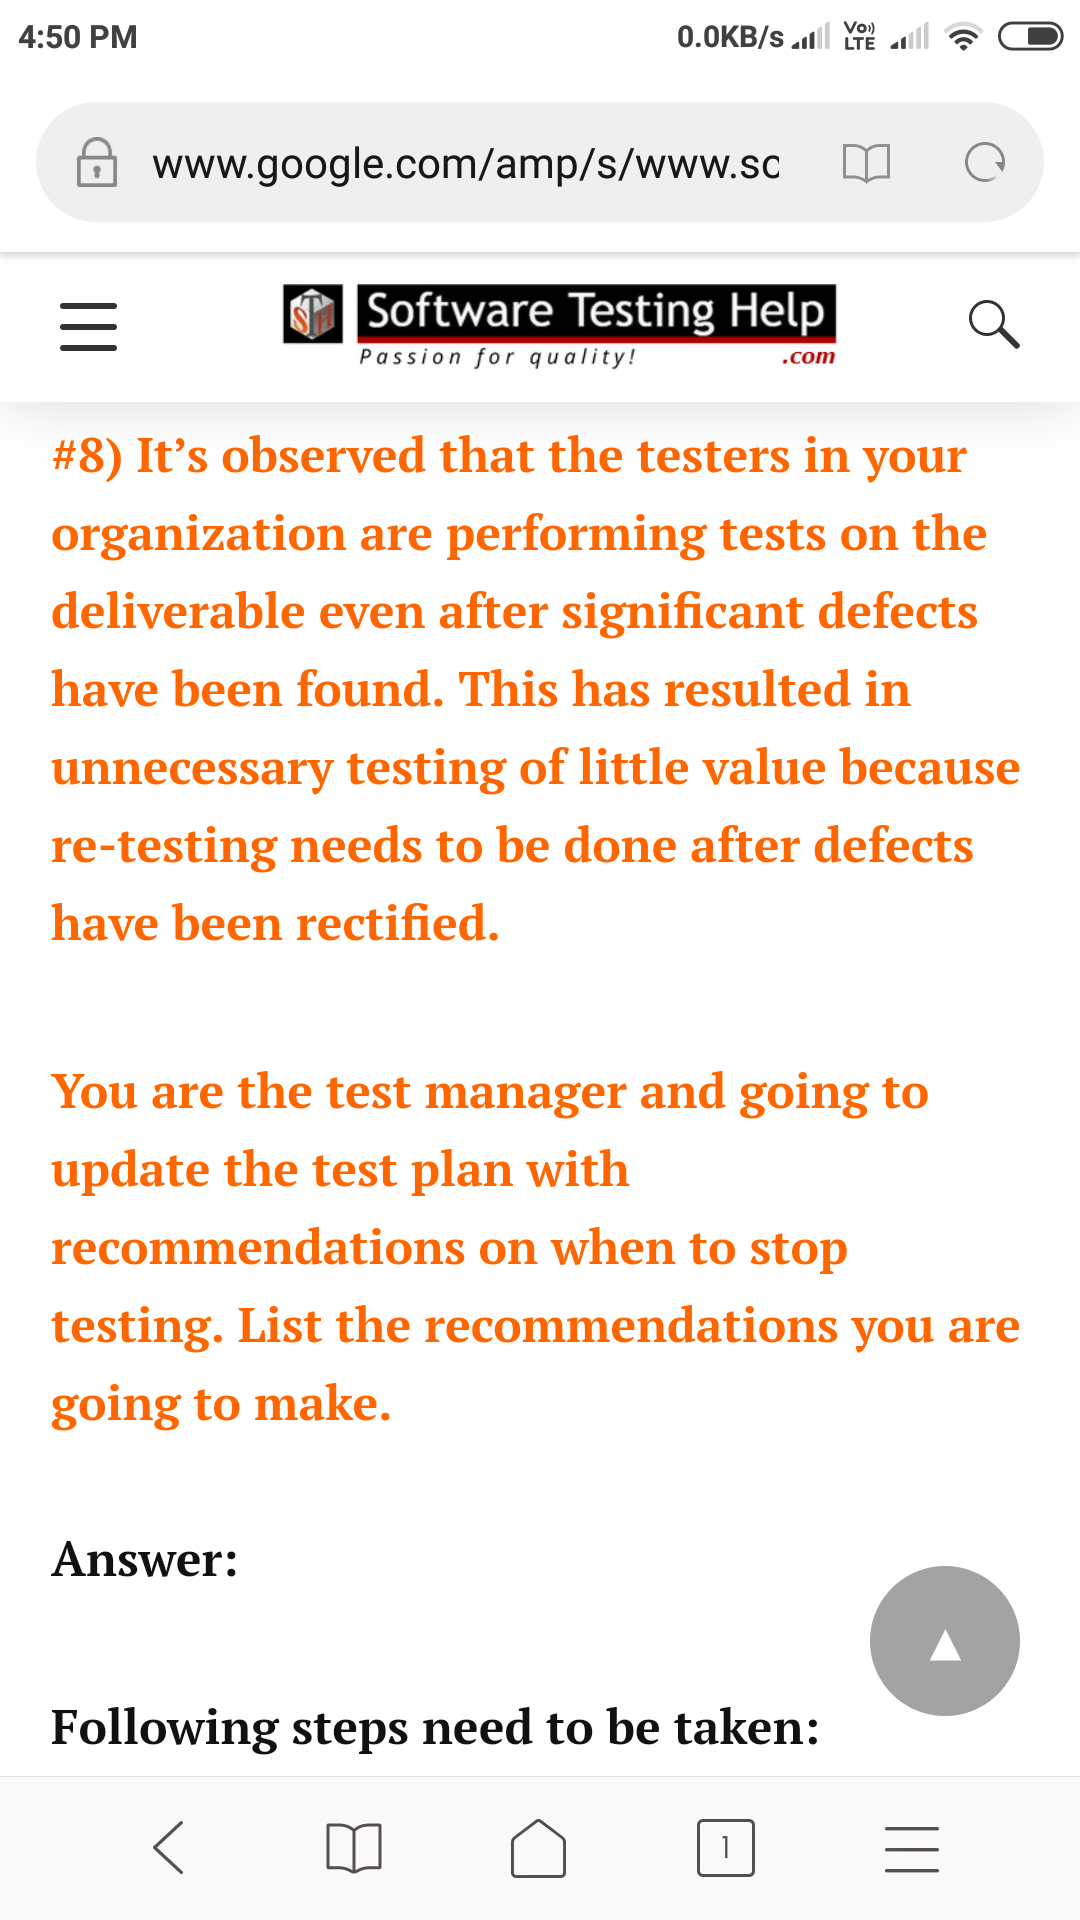 4:50 PM
0.0KB/s
Vo)) LTE
www.google.com/amp/s/www.so
STH
Software Testing Help
Passion for quality!
.com
#8) It’s observed that the testers in your
organization are performing tests on the
deliverable even after significant defects
have been found. This has resulted in
unnecessary testing of little value because
re-testing needs to be done after defects
have been rectified.
You are the test manager and going to
update the test plan with
recommendations on when to stop
testing. List the recommendations you are
going to make.
Answer:
Following steps need to be taken:
1